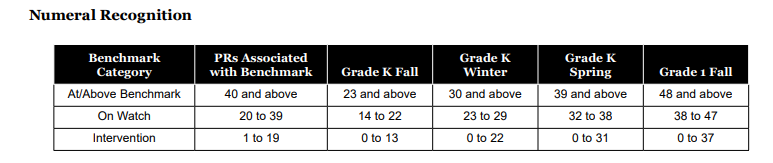 Numeral Recognition
Benchmark Category PRs Associated with Benchmark Grade K Fall Grade K Winter Grade K Spring Grade 1 Fall
At/Above Benchmark 40 and above 23 and above 30 and above 39 and above 48 and above
On Watch 20 to 39 14 to 22 23 to 29 32 to 38 38 to 47
Intervention 1 to 19 0 to 13 0 to 22 0 to 31 0 to 37